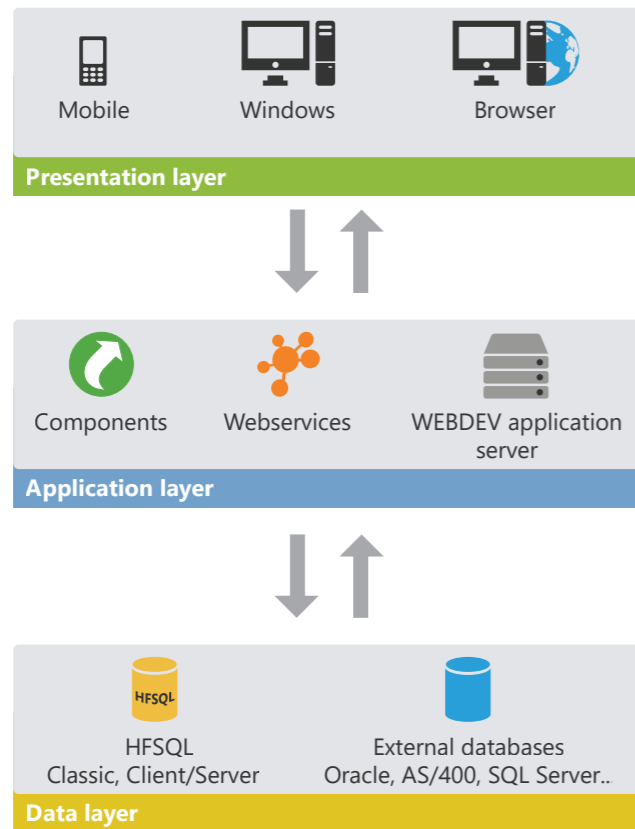 Mobile
Windows
Browser
Presentation layer
Components
Webservices
WEBDEV application
server
Application layer
HFSQL
HFSQL
Classic, Client/Server
External databases
Oracle, AS/400, SQL Server...
Data layer